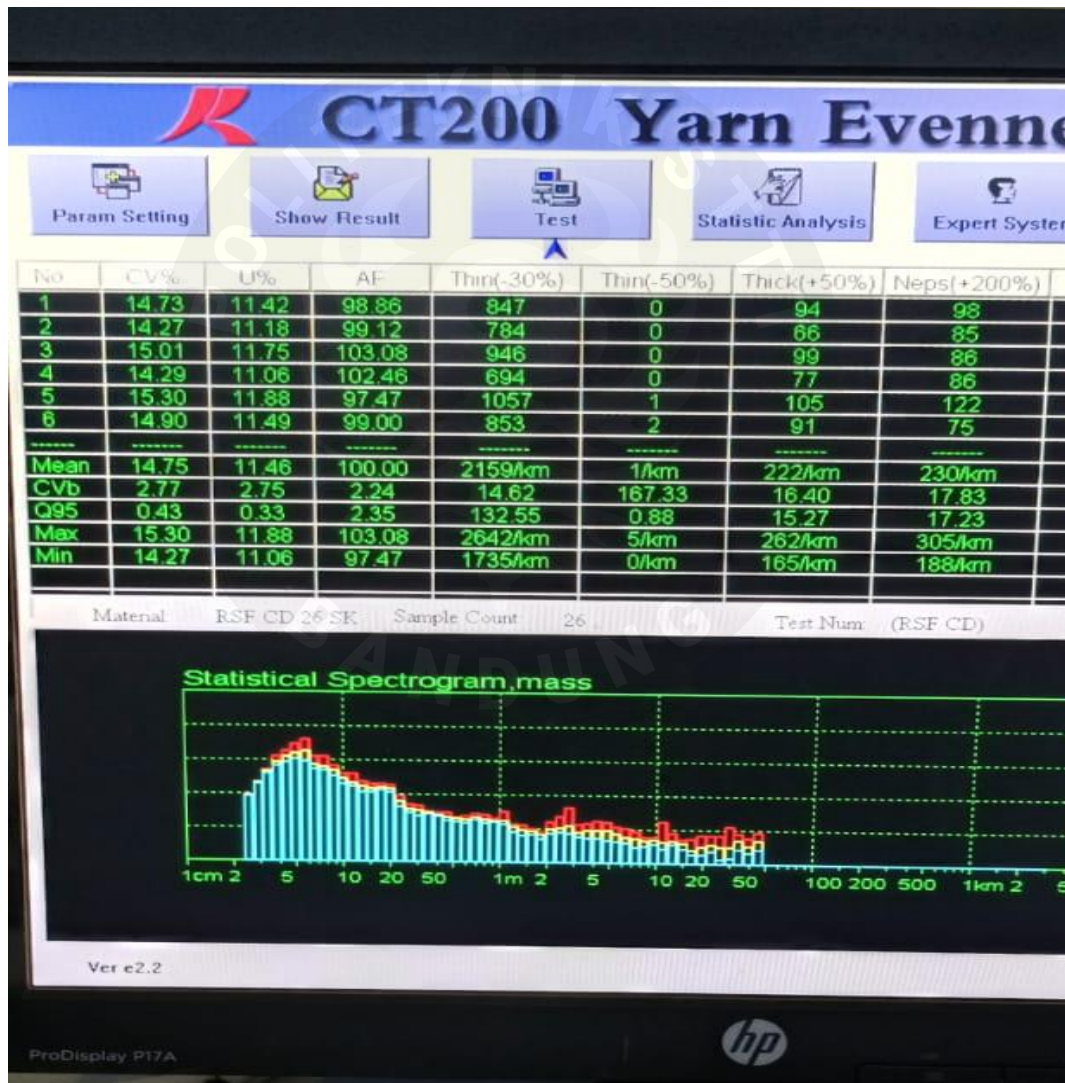 CT200 Yarn Evenne
Param Setting Show Result Test Statistic Analysis Expert Syste
No CV% U% AF Thin(-30%) Thin(-50%) Thick(+50%) Neps(+200%)
1 14.73 11.42 98.86 847 0 94 98
2 14.27 11.18 99.12 784 0 66 85
3 15.01 11.75 103.08 946 0 99 86
4 14.29 11.06 102.46 694 0 77 86
5 15.30 11.88 97.47 1057 1 105 122
6 14.90 11.49 99.00 853 2 91 75
------ ------- ------- ------- ------- ------- ------- -------
Mean 14.75 11.46 100.00 2159/km 1/km 222/km 230/km
CVb 2.77 2.75 2.24 14.62 167.33 16.40 17.83
Q95 0.43 0.33 2.35 132.55 0.88 15.27 17.23
Max 15.30 11.88 103.08 2642/km 5/km 262/km 305/km
Min 14.27 11.06 97.47 1735/km 0/km 165/km 188/km
Material: RSF CD 26 SK Sample Count: 26 Test Num: (RSF CD)
Statistical Spectrogram,mass
1cm 2 5 10 20 50 1m 2 5 10 20 50 100 200 500 1km 2 5
Ver e2.2
hp
ProDisplay P17A
BANDUNG